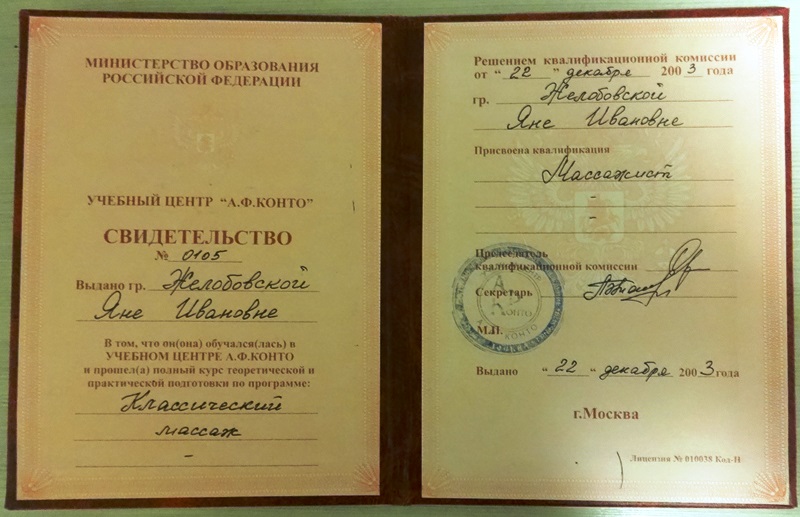 МИНИСТЕРСТВО ОБРАЗОВАНИЯ
РОССИЙСКОЙ ФЕДЕРАЦИИ
УЧЕБНЫЙ ЦЕНТР “А.Ф.КОНТО”
СВИДЕТЕЛЬСТВО
№ 0105
Выдано гр. Желобовской
Яне Ивановне
В том, что он(она) обучался(лась) в
УЧЕБНОМ ЦЕНТРЕ А.Ф.КОНТО
и прошел(а) полный курс теоретической и
практической подготовки по программе:
Классический
массаж
-
Решением квалификационной комиссии
от “ 22 ” декабря 2003 года
гр. Желобовской
Яне Ивановне
Присвоена квалификация
Массажист
-
-
Председатель
квалификационной комиссии
Секретарь
М.П.
КОНТО
Выдано “ 22 “ декабря 2003 года
г.Москва
Лицензия № 010038 Код-Н